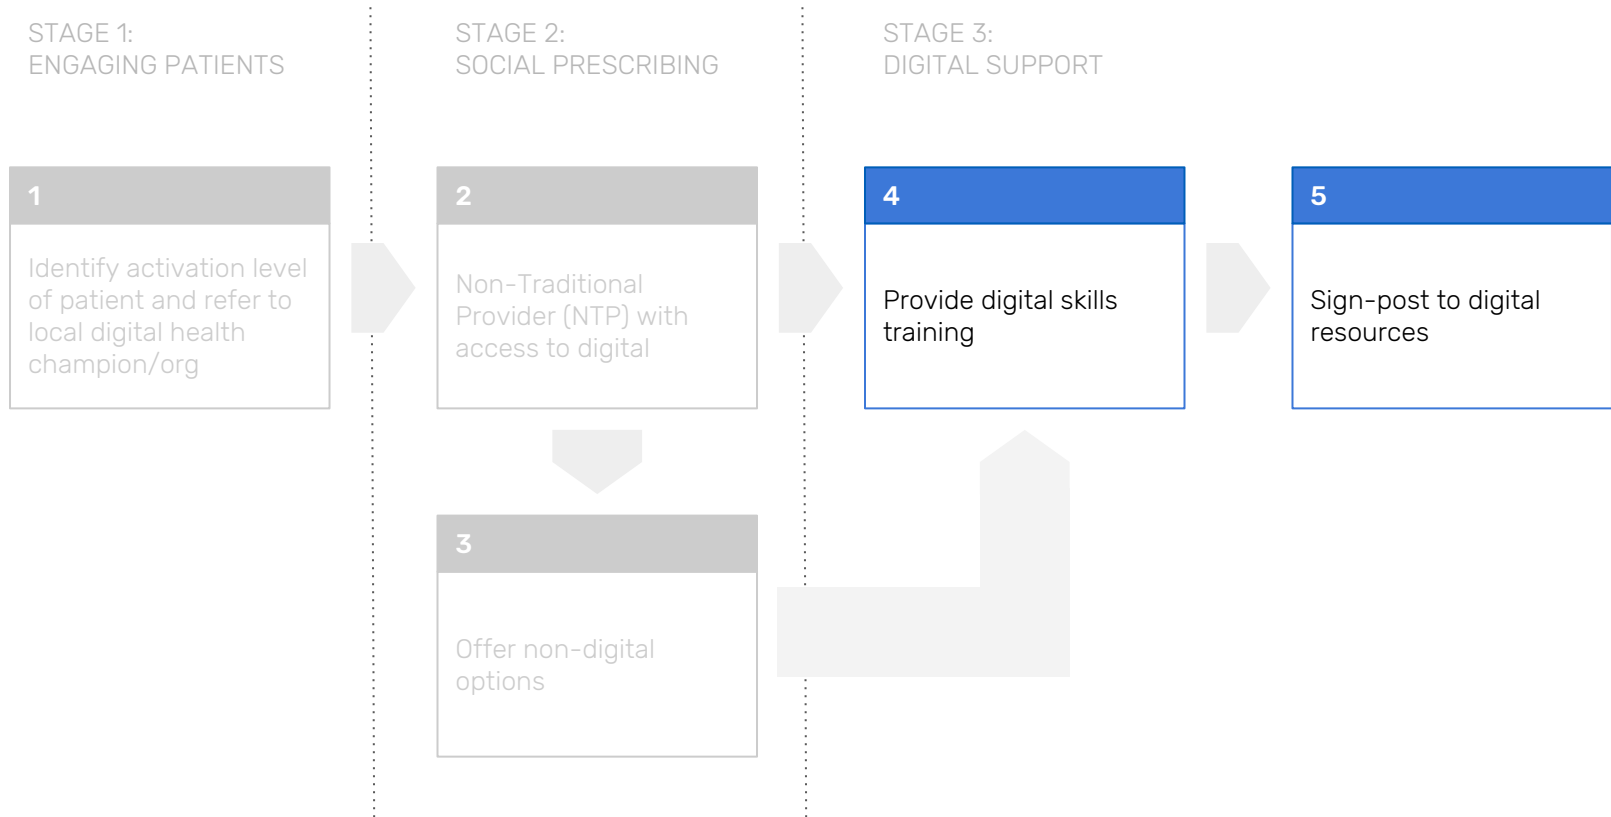 STAGE 1:
ENGAGING PATIENTS
STAGE 2:
SOCIAL PRESCRIBING
STAGE 3:
DIGITAL SUPPORT
1
Identify activation level
of patient and refer to
local digital health
champion/org
2
Non-Traditional
Provider (NTP) with
access to digital
3
Offer non-digital
options
4
Provide digital skills
training
5
Sign-post to digital
resources